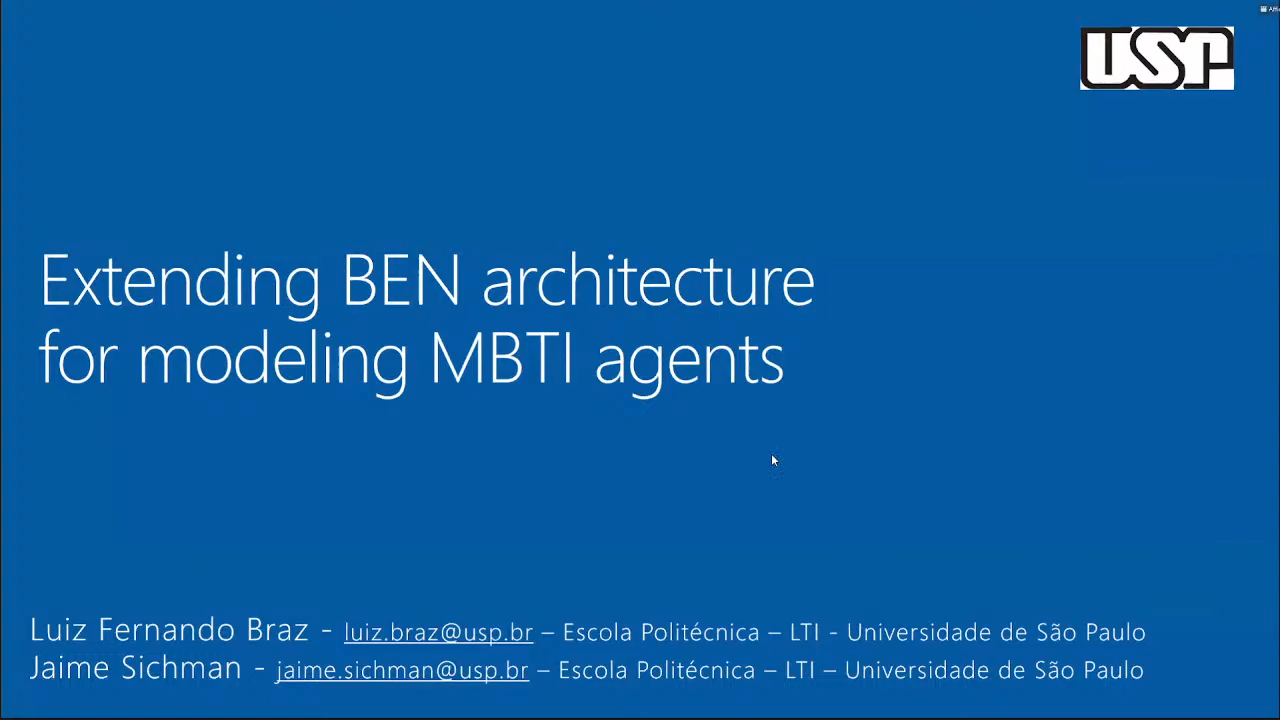 USP
Extending BEN architecture
for modeling MBTI agents
Luiz Fernando Braz - luiz.braz@usp.br – Escola Politécnica – LTI - Universidade de São Paulo
Jaime Sichman - jaime.sichman@usp.br – Escola Politécnica – LTI – Universidade de São Paulo